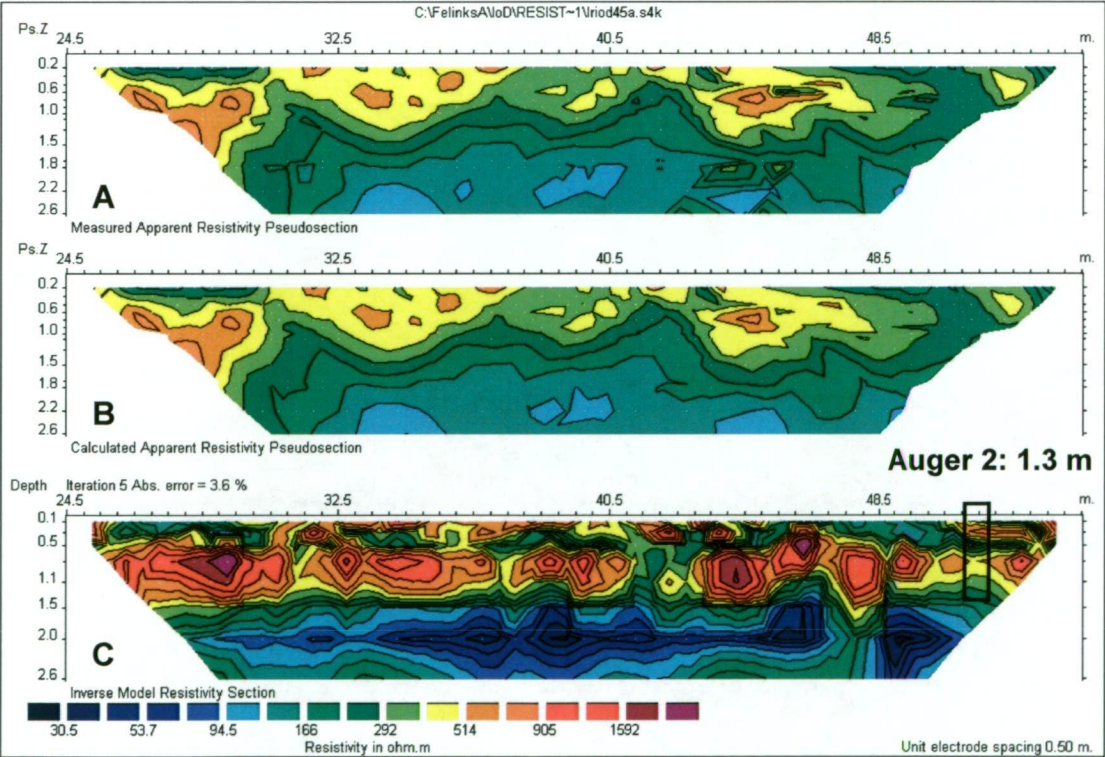 C:\FelinksA\IoD\RESIST~1\Iriod45a.s4k
Ps.Z 24.5 32.5 40.5 48.5 m.
0.2
0.6
1.0
1.5
1.8
2.2
2.6
A
Measured Apparent Resistivity Pseudosection
Ps.Z 24.5 32.5 40.5 48.5 m.
0.2
0.6
1.0
1.5
1.8
2.2
2.6
B
Calculated Apparent Resistivity Pseudosection
Auger 2: 1.3 m
Depth Iteration 5 Abs. error = 3.6 %
24.5 32.5 40.5 48.5 m.
0.1
0.5
1.1
1.5
2.0
2.6
C
Inverse Model Resistivity Section
30.5 53.7 94.5 166 292 514 905 1592
Resistivity in ohm.m
Unit electrode spacing 0.50 m.